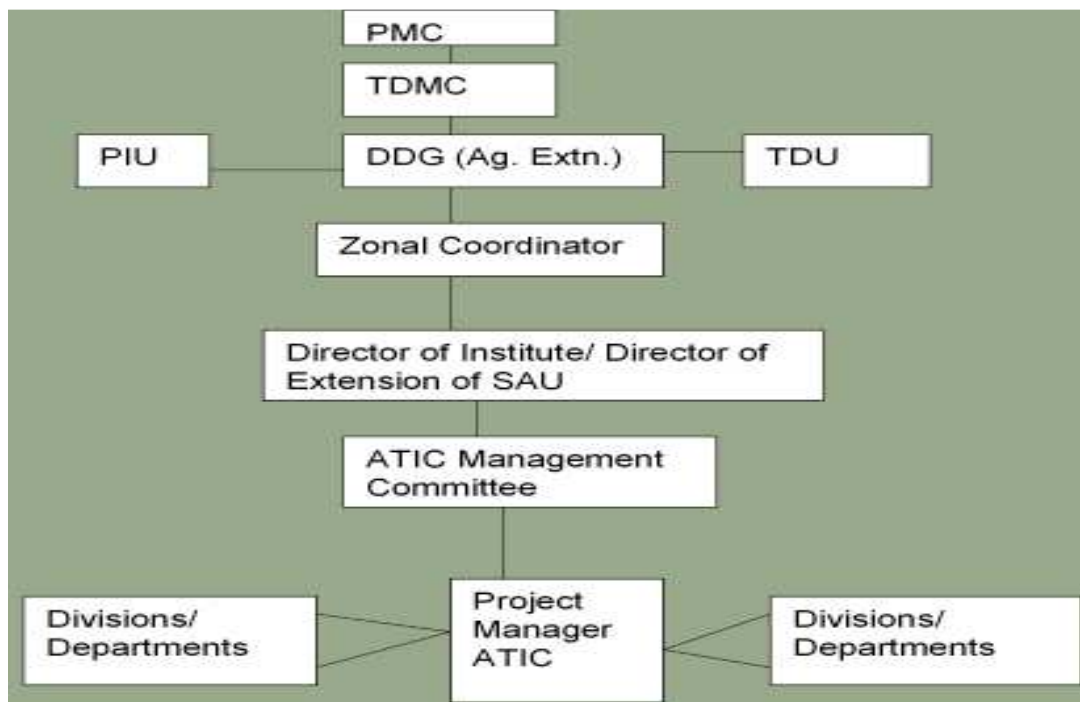 PMC
TDMC
PIU
DDG (Ag. Extn.)
TDU
Zonal Coordinator
Director of Institute/ Director of
Extension of SAU
ATIC Management
Committee
Divisions/
Departments
Project
Manager
ATIC
Divisions/
Departments